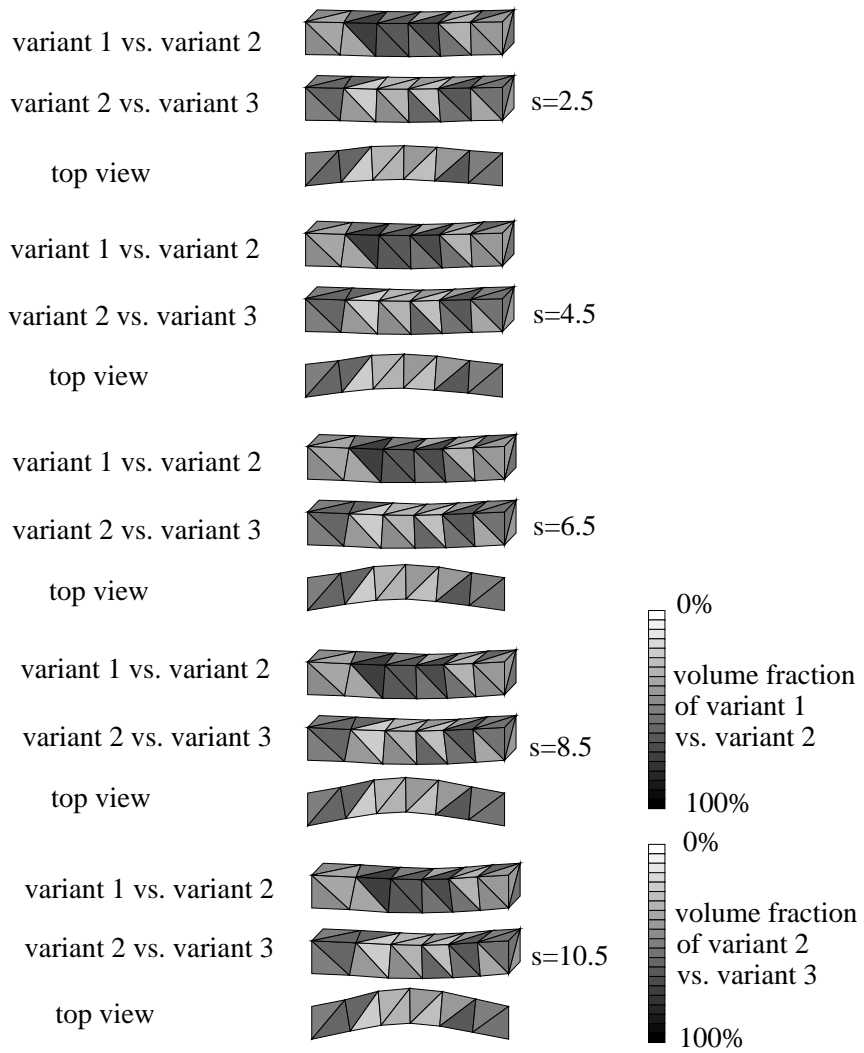 variant 1 vs. variant 2
variant 2 vs. variant 3
s=2.5
top view
variant 1 vs. variant 2
variant 2 vs. variant 3
s=4.5
top view
variant 1 vs. variant 2
variant 2 vs. variant 3
s=6.5
top view
variant 1 vs. variant 2
variant 2 vs. variant 3
s=8.5
top view
variant 1 vs. variant 2
variant 2 vs. variant 3
s=10.5
top view
0%
volume fraction
of variant 1
vs. variant 2
100%
0%
volume fraction
of variant 2
vs. variant 3
100%